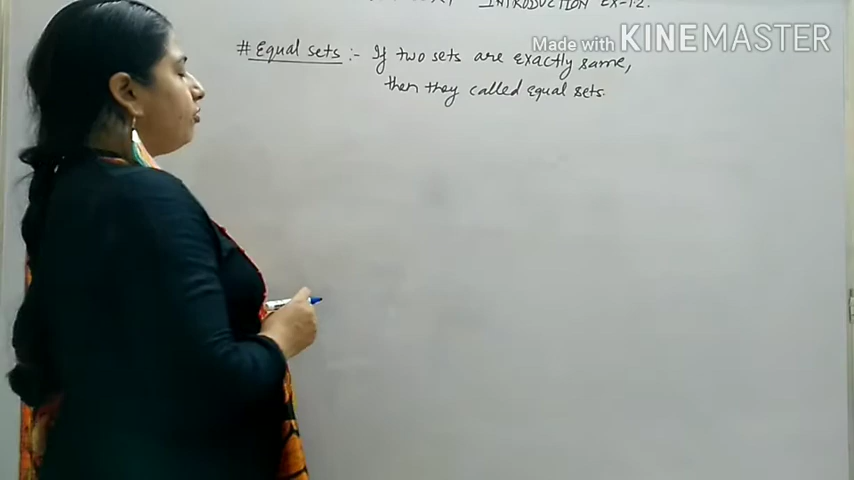 INTRODUCTION EX-1.2.
# Equal sets :- If two sets are exactly same,
then they called equal sets.
Made with KINEMASTER